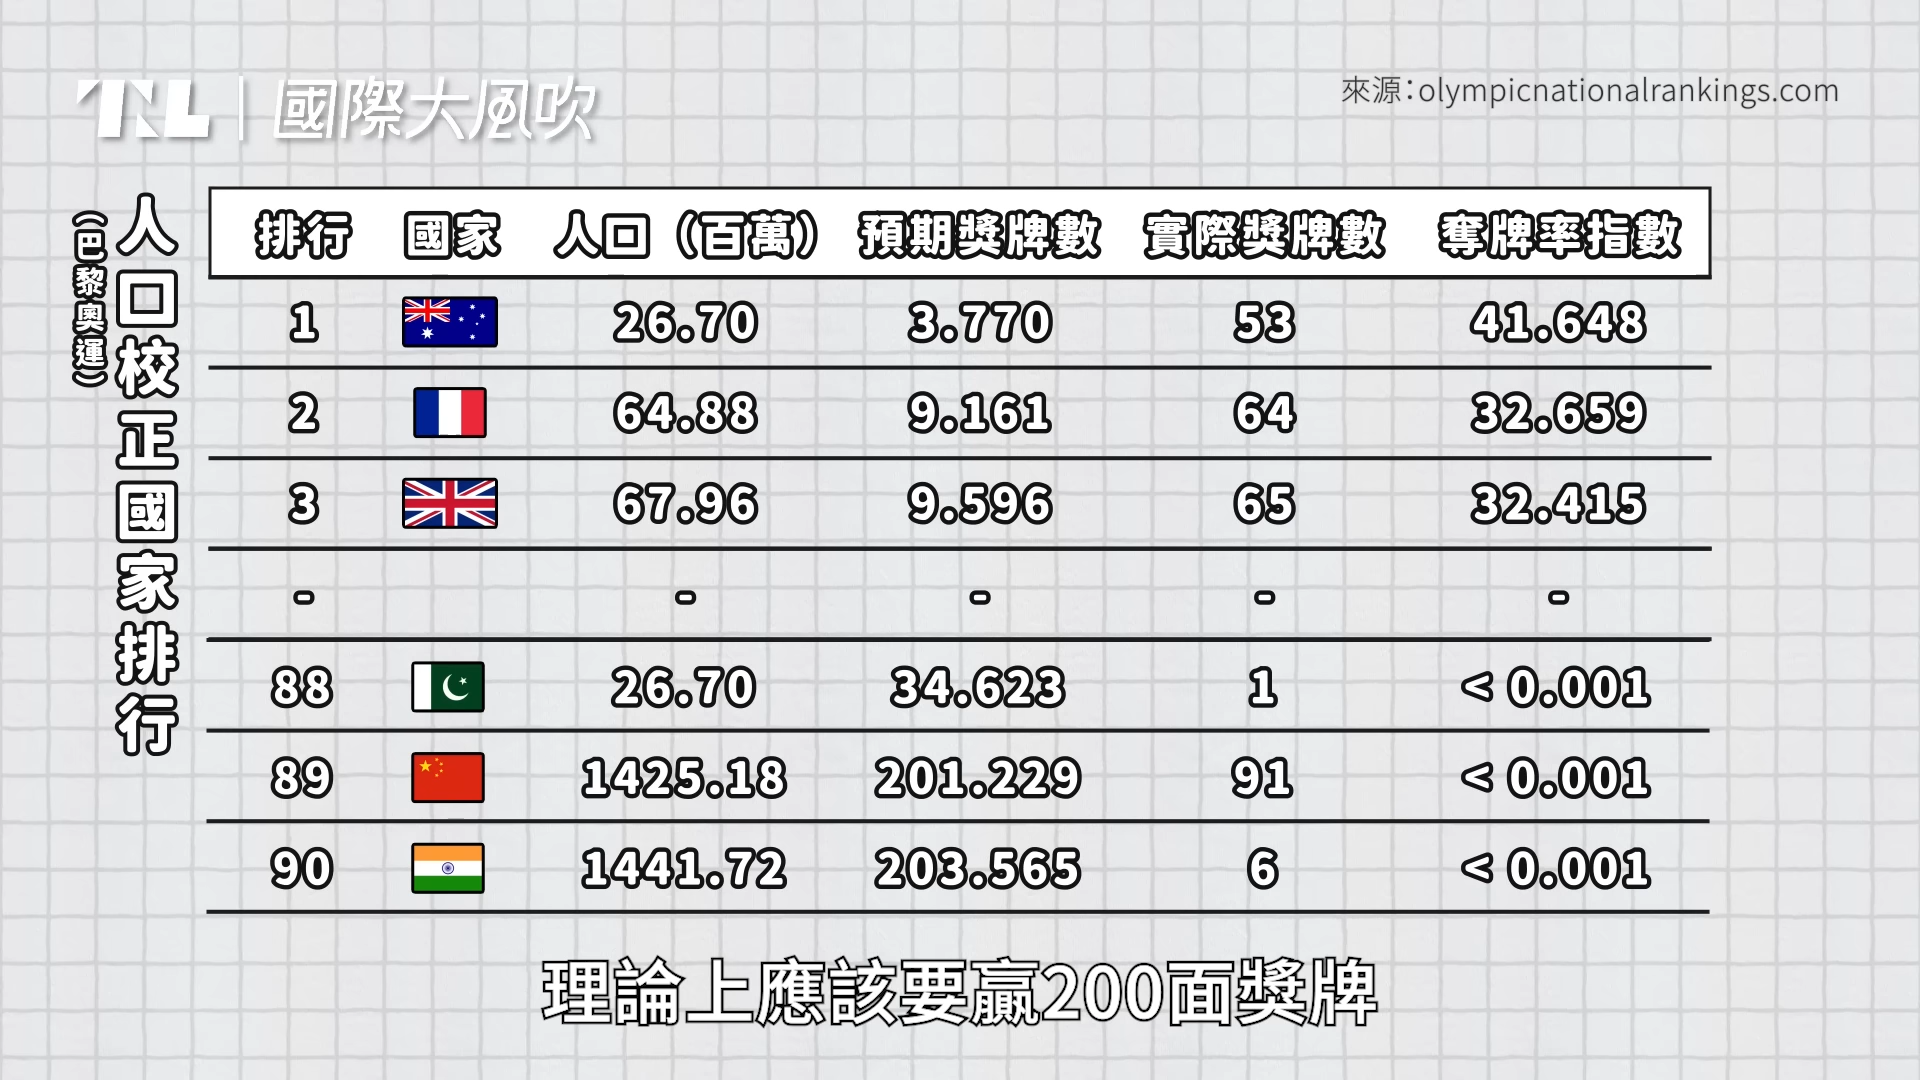 TNL | 國際大風吹
來源：olympicnationalrankings.com
人口校正國家排行
（巴黎奧運）
排行 國家 人口（百萬） 預期獎牌數 實際獎牌數 奪牌率指數
1 26.70 3.770 53 41.648
2 64.88 9.161 64 32.659
3 67.96 9.596 65 32.415
- - - - -
88 26.70 34.623 1 < 0.001
89 1425.18 201.229 91 < 0.001
90 1441.72 203.565 6 < 0.001
理論上應該要贏200面獎牌